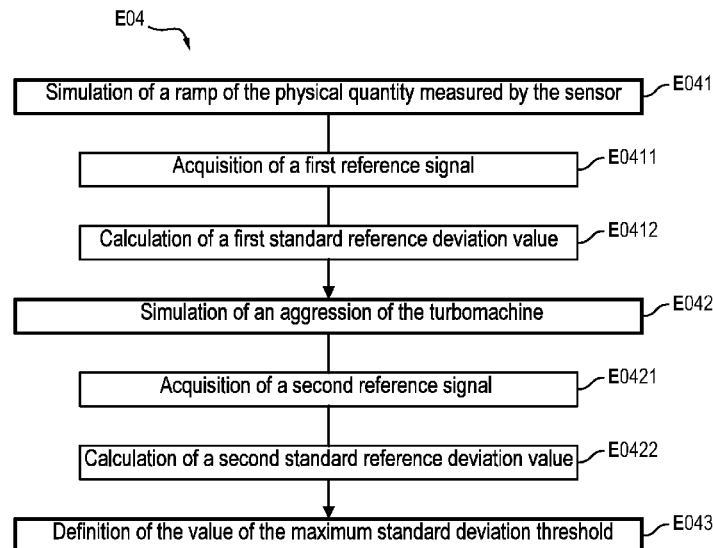 E04
Simulation of a ramp of the physical quantity measured by the sensor
E041
Acquisition of a first reference signal
E0411
Calculation of a first standard reference deviation value
E0412
Simulation of an aggression of the turbomachine
E042
Acquisition of a second reference signal
E0421
Calculation of a second standard reference deviation value
E0422
Definition of the value of the maximum standard deviation threshold
E043